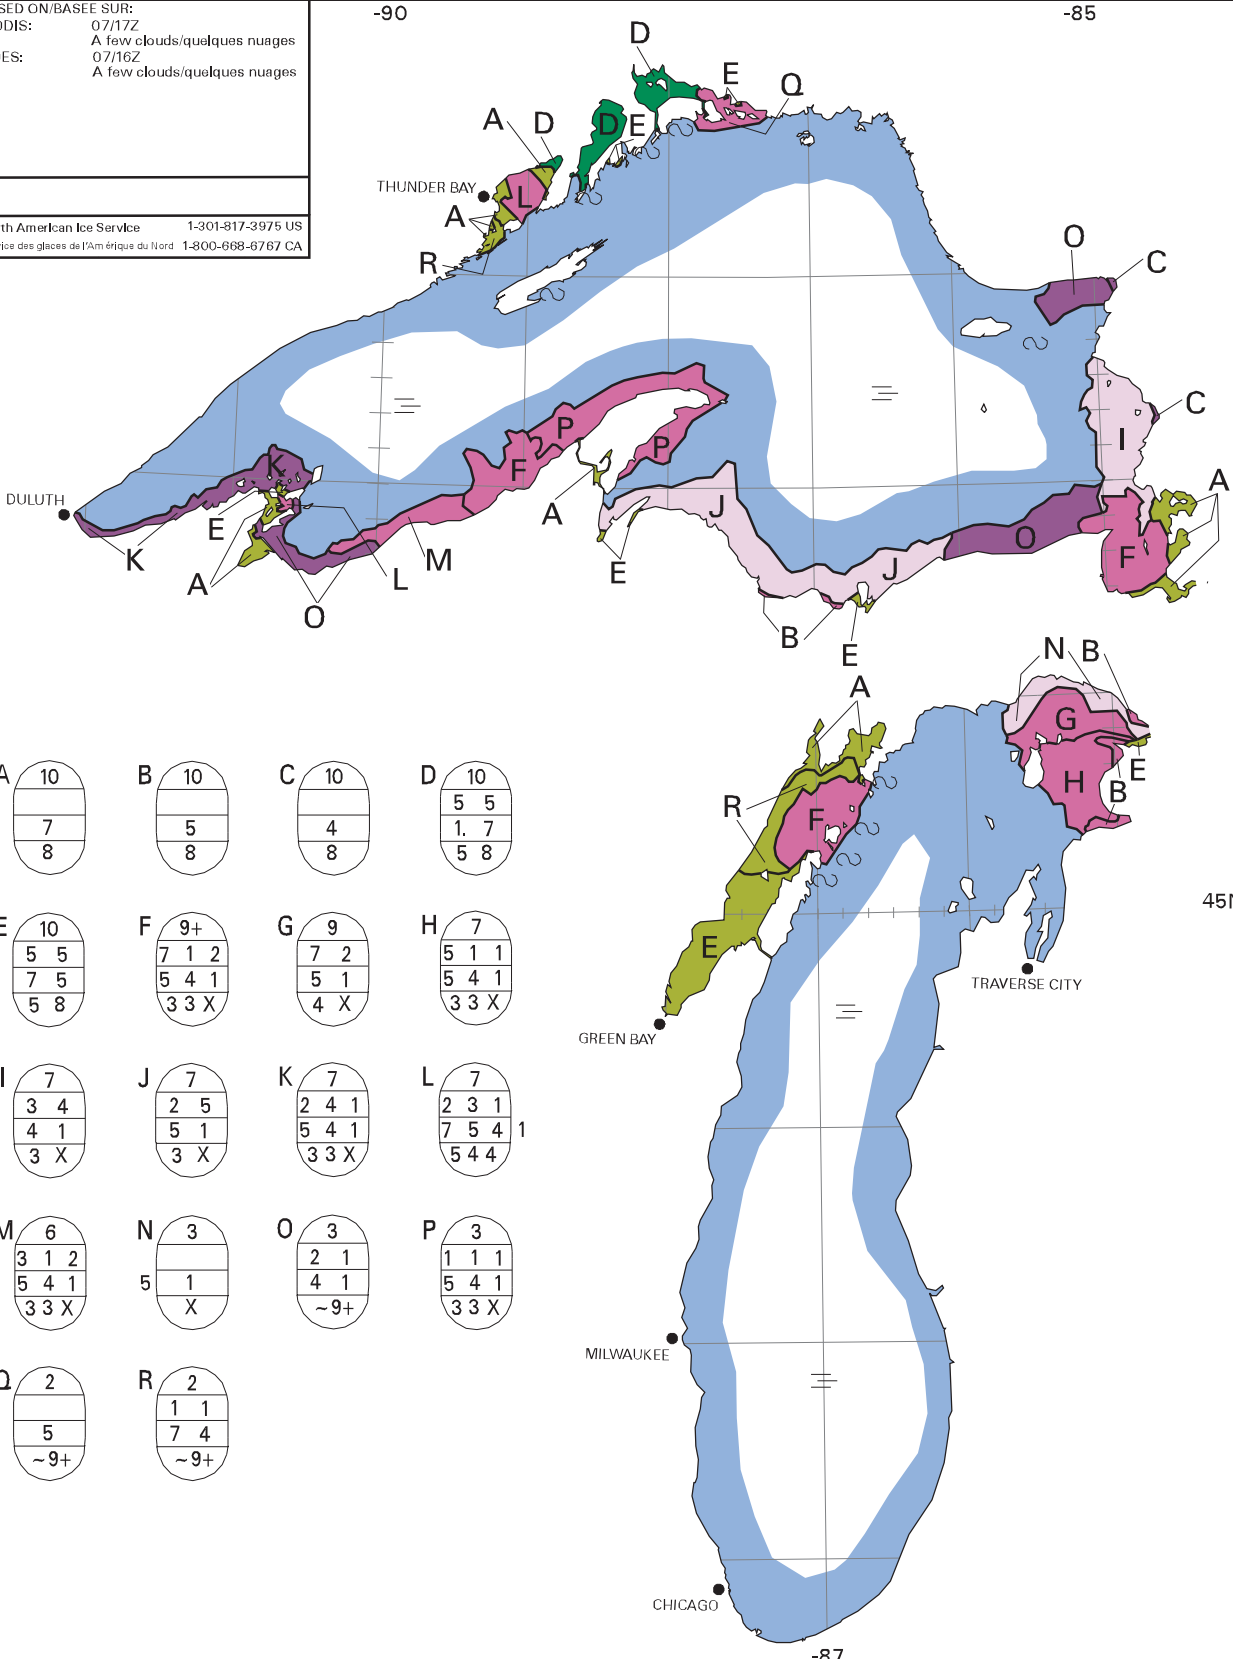 SED ON/BASEE SUR:
DIS: 07/17Z
A few clouds/quelques nuages
ES: 07/16Z
A few clouds/quelques nuages
th American Ice Service 1-301-817-3975 US
ice des glaces de l'Amérique du Nord 1-800-668-6767 CA
-90
-85
D
E
Q
A
D
D
E
THUNDER BAY
L
A
R
O
C
C
I
A
K
P
P
F
J
DULUTH
E
A
K
A
M
L
O
E
J
O
F
B
E
N B
A
G
H
E
B
R
F
E
45N
TRAVERSE CITY
GREEN BAY
MILWAUKEE
CHICAGO
-87
A
10
7
8
B
10
5
8
C
10
4
8
D
10
5 5
1. 7
5 8
E
10
5 5
7 5
5 8
F
9+
7 1 2
5 4 1
3 3 X
G
9
7 2
5 1
4 X
H
7
5 1 1
5 4 1
3 3 X
I
7
3 4
4 1
3 X
J
7
2 5
5 1
3 X
K
7
2 4 1
5 4 1
3 3 X
L
7
2 3 1
7 5 4 1
5 4 4
M
6
3 1 2
5 4 1
3 3 X
N
3
5 1
X
O
3
2 1
4 1
~9+
P
3
1 1 1
5 4 1
3 3 X
Q
2
5
~9+
R
2
1 1
7 4
~9+